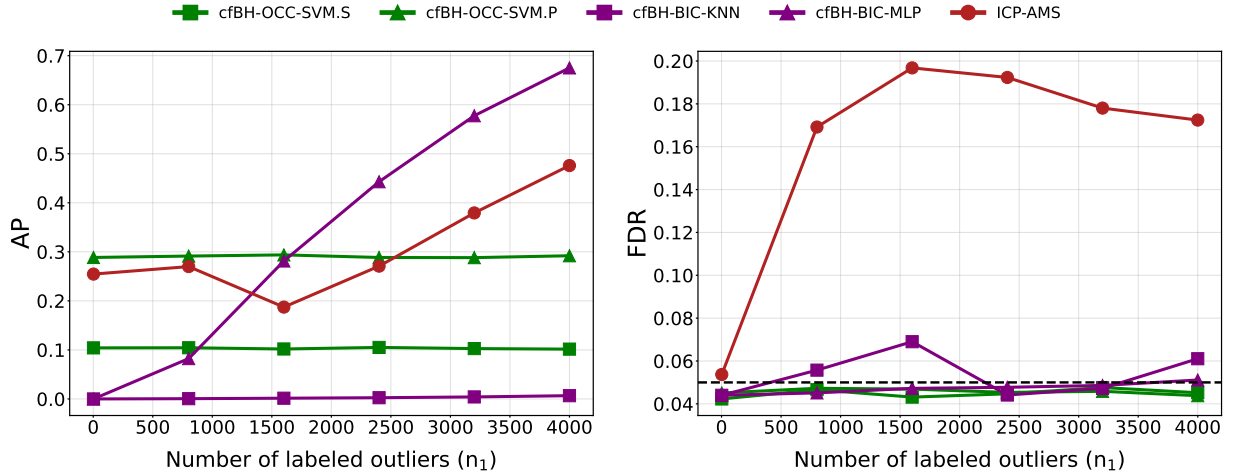 cfBH-OCC-SVM.S cfBH-OCC-SVM.P cfBH-BIC-KNN cfBH-BIC-MLP ICP-AMS
AP
0.7
0.6
0.5
0.4
0.3
0.2
0.1
0.0
0 500 1000 1500 2000 2500 3000 3500 4000
Number of labeled outliers (n₁)
FDR
0.20
0.18
0.16
0.14
0.12
0.10
0.08
0.06
0.04
0 500 1000 1500 2000 2500 3000 3500 4000
Number of labeled outliers (n₁)